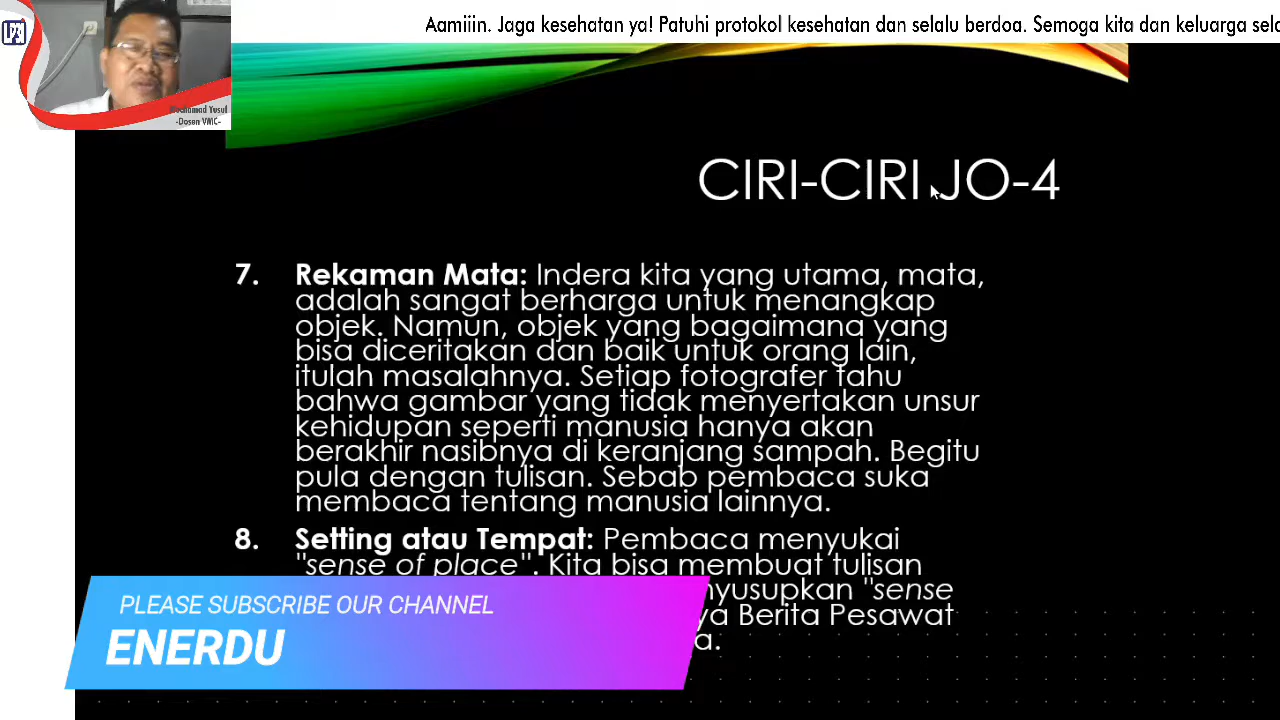 Aamiiin. Jaga kesehatan ya! Patuhi protokol kesehatan dan selalu berdoa. Semoga kita dan keluarga sela
Mochamad Yusuf
-Dosen VMC-
CIRI-CIRI JO-4
7. Rekaman Mata: Indera kita yang utama, mata,
adalah sangat berharga untuk menangkap
objek. Namun, objek yang bagaimana yang
bisa diceritakan dan baik untuk orang lain,
itulah masalahnya. Setiap fotografer tahu
bahwa gambar yang tidak menyertakan unsur
kehidupan seperti manusia hanya akan
berakhir nasibnya di keranjang sampah. Begitu
pula dengan tulisan. Sebab pembaca suka
membaca tentang manusia lainnya.
8. Setting atau Tempat: Pembaca menyukai
"sense of place". Kita bisa membuat tulisan
nyusupkan "sense
ya Berita Pesawat
a.
PLEASE SUBSCRIBE OUR CHANNEL
ENERDU